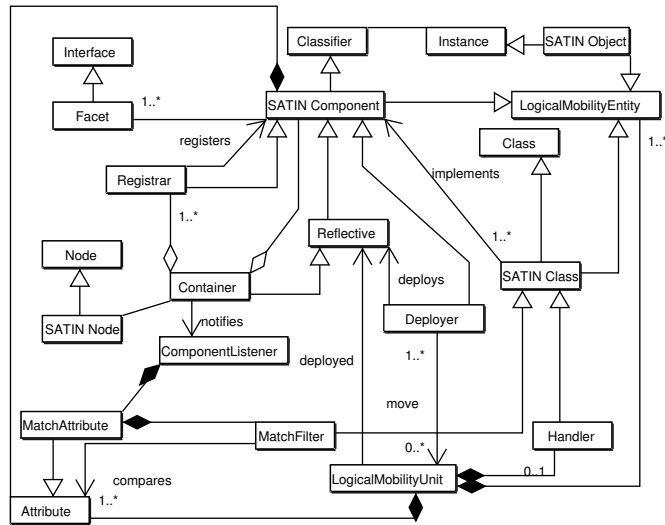 Classifier
Instance
SATIN Object
Interface
Facet
1..*
SATIN Component
LogicalMobilityEntity
1..*
registers
Class
implements
Registrar
1..*
1..*
Reflective
Node
Container
deploys
SATIN Class
SATIN Node
notifies
Deployer
ComponentListener
deployed
1..*
move
MatchAttribute
MatchFilter
Handler
0..*
0..1
compares
LogicalMobilityUnit
1..*
Attribute